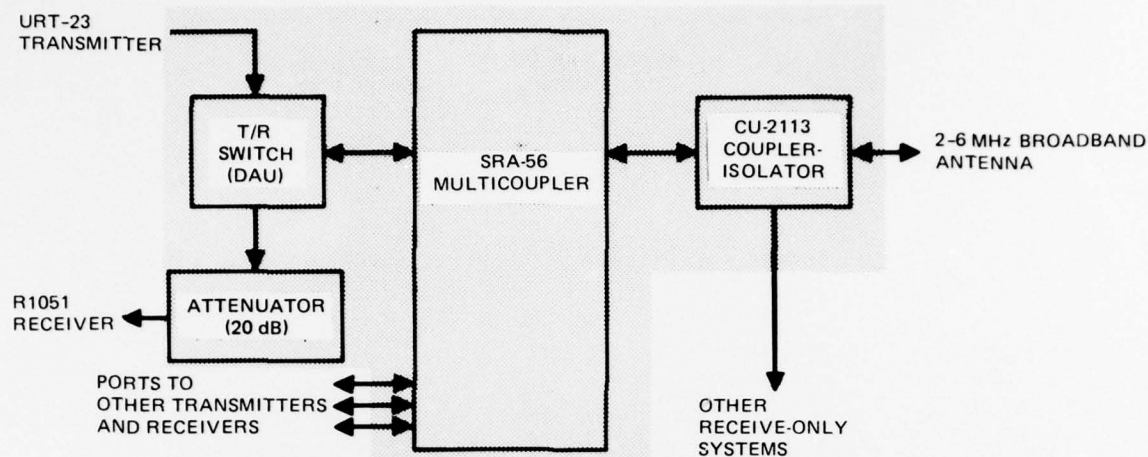 URT-23
TRANSMITTER
T/R
SWITCH
(DAU)
SRA-56
MULTICOUPLER
CU-2113
COUPLER-
ISOLATOR
2-6 MHz BROADBAND
ANTENNA
R1051
RECEIVER
ATTENUATOR
(20 dB)
PORTS TO
OTHER TRANSMITTERS
AND RECEIVERS
OTHER
RECEIVE-ONLY
SYSTEMS